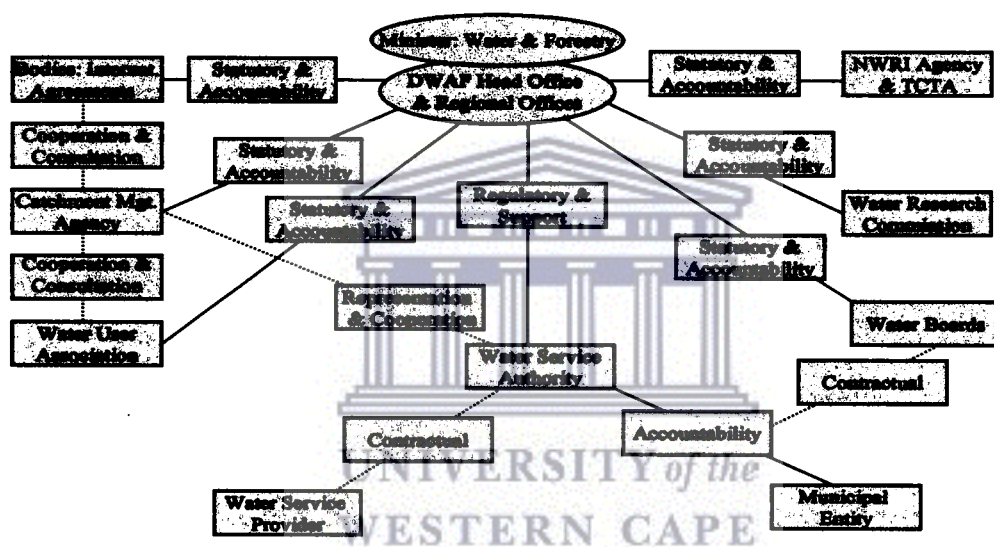 Minister: Water & Forestry
DWAF Head Office
& Regional Offices
Bodies: Internat.
Agreements
Statutory &
Accountability
Statutory &
Accountability
NWRI Agency
& TCTA
Cooperation &
Consultation
Statutory &
Accountability
Statutory &
Accountability
Catchment Mgt.
Agency
Statutory &
Accountability
Regulatory &
Support
Water Research
Commission
Statutory &
Accountability
Cooperation &
Consultation
Representation
& Cooperation
Water User
Association
Water Boards
Water Service
Authority
Contractual
Contractual
Accountability
Water Service
Provider
Municipal
Entity
UNIVERSITY of the
WESTERN CAPE